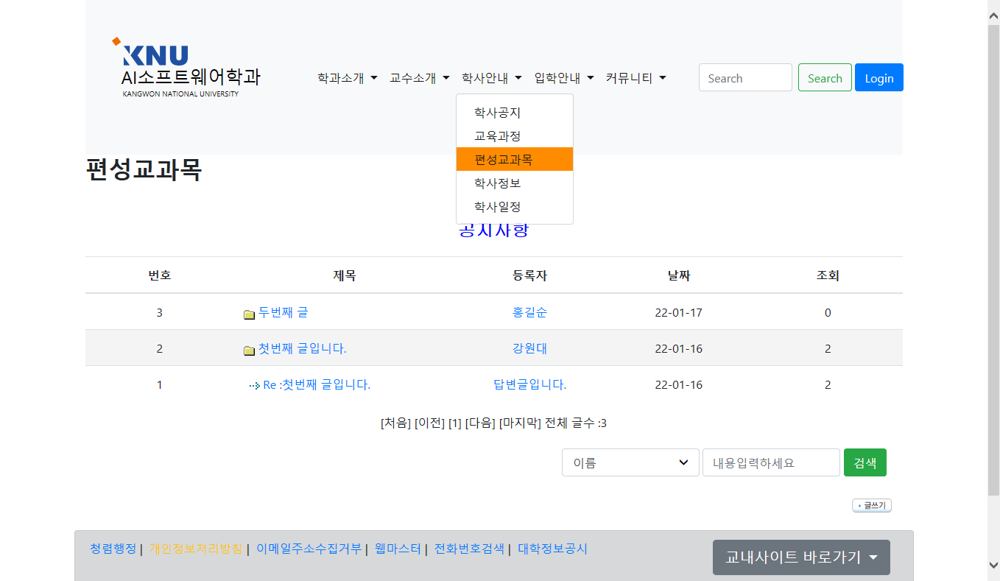 KNU
AI소프트웨어학과
KANGWON NATIONAL UNIVERSITY
학과소개 교수소개 학사안내 입학안내 커뮤니티 Search Search Login
학사공지
교육과정
편성교과목
학사정보
학사일정
편성교과목
공지사항
번호 제목 등록자 날짜 조회
3 두번째 글 홍길순 22-01-17 0
2 첫번째 글입니다. 강원대 22-01-16 2
1 Re :첫번째 글입니다. 답변글입니다. 22-01-16 2
[처음] [이전] [1] [다음] [마지막] 전체 글수 :3
이름 내용입력하세요 검색
글쓰기
청렴행정 | 개인정보처리방침 | 이메일주소수집거부 | 웹마스터 | 전화번호검색 | 대학정보공시
교내사이트 바로가기